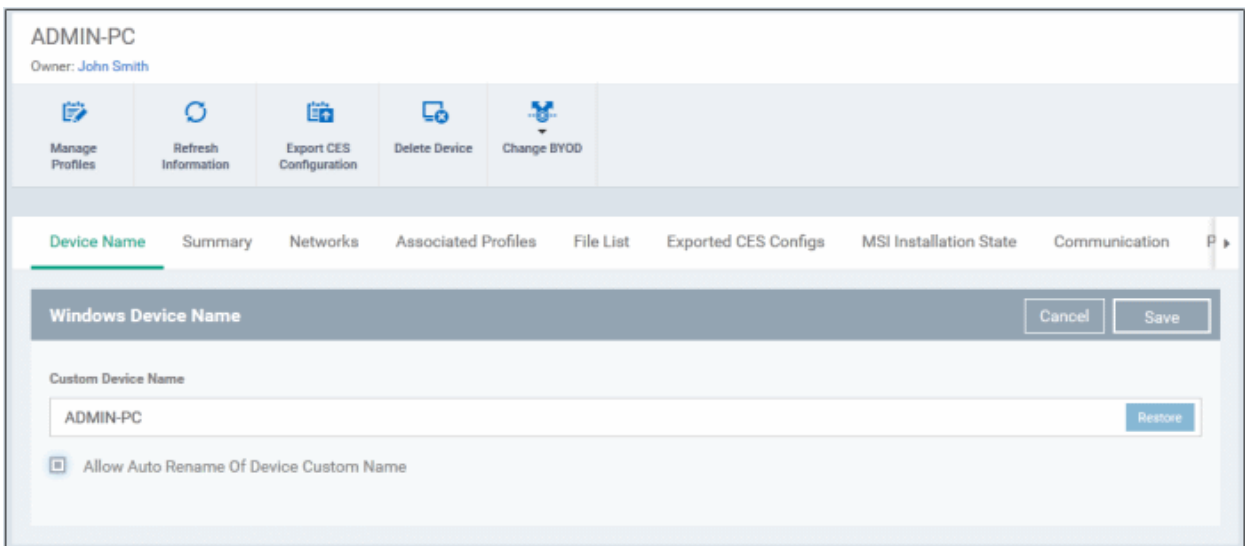 ADMIN-PC
Owner: John Smith
Manage Profiles
Refresh Information
Export CES Configuration
Delete Device
Change BYOD
Device Name Summary Networks Associated Profiles File List Exported CES Configs MSI Installation State Communication P
Windows Device Name Cancel Save
Custom Device Name
ADMIN-PC Restore
Allow Auto Rename Of Device Custom Name